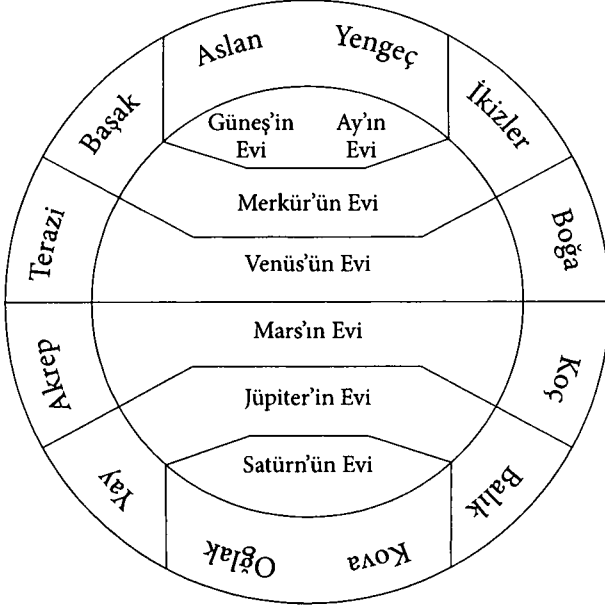 Aslan
Yengeç
Başak
İkizler
Güneş'in
Evi
Ay'ın
Evi
Merkür'ün Evi
Terazi
Boğa
Venüs'ün Evi
Mars'ın Evi
Akrep
Koç
Jüpiter'in Evi
Satürn'ün Evi
Yay
Balık
Oğlak
Kova